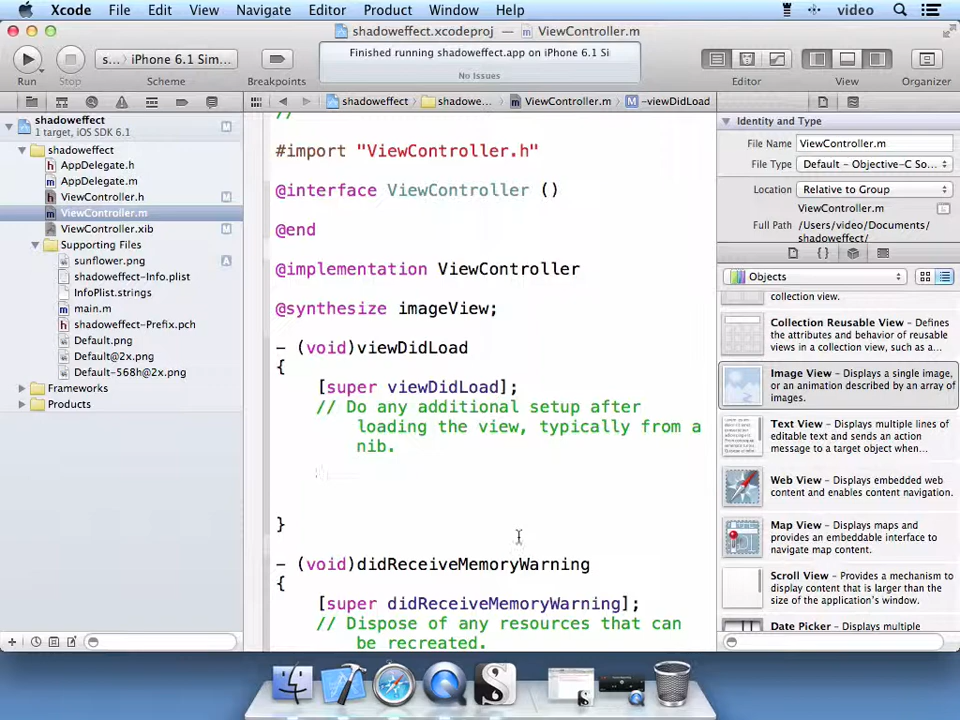 Xcode File Edit View Navigate Editor Product Window Help video
shadoweffect.xcodeproj — ViewController.m
Run Stop s... iPhone 6.1 Sim... Scheme Breakpoints
Finished running shadoweffect.app on iPhone 6.1 Si
No Issues
Editor View Organizer
shadoweffect shadowe... ViewController.m -viewDidLoad
shadoweffect
1 target, iOS SDK 6.1
M
shadoweffect
AppDelegate.h
AppDelegate.m
ViewController.h M
ViewController.m
ViewController.xib M
Supporting Files
sunflower.png A
shadoweffect-Info.plist
InfoPlist.strings
main.m
shadoweffect-Prefix.pch
Default.png
Default@2x.png
Default-568h@2x.png
Frameworks
Products
//
#import "ViewController.h"
@interface ViewController ()
@end
@implementation ViewController
@synthesize imageView;
- (void)viewDidLoad
{
[super viewDidLoad];
// Do any additional setup after
loading the view, typically from a
nib.
}
- (void)didReceiveMemoryWarning
{
[super didReceiveMemoryWarning];
// Dispose of any resources that can
be recreated.
Identity and Type
File Name ViewController.m
File Type Default - Objective-C So...
Location Relative to Group
ViewController.m
Full Path /Users/video/Documents/
shadoweffect/
Objects
collection view.
Collection Reusable View – Defines
the attributes and behavior of reusable
views in a collection view, such as a...
Image View – Displays a single image,
or an animation described by an array of
images.
Text View – Displays multiple lines of
editable text and sends an action
message to a target object when...
Web View – Displays embedded web
content and enables content navigation.
Map View – Displays maps and
provides an embeddable interface to
navigate map content.
Scroll View – Provides a mechanism to
display content that is larger than the
size of the application's window.
Date Picker – Displays multiple